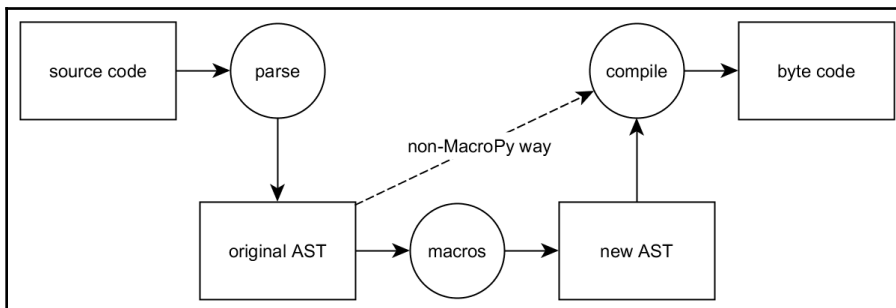 source code
parse
compile
byte code
non-MacroPy way
original AST
macros
new AST